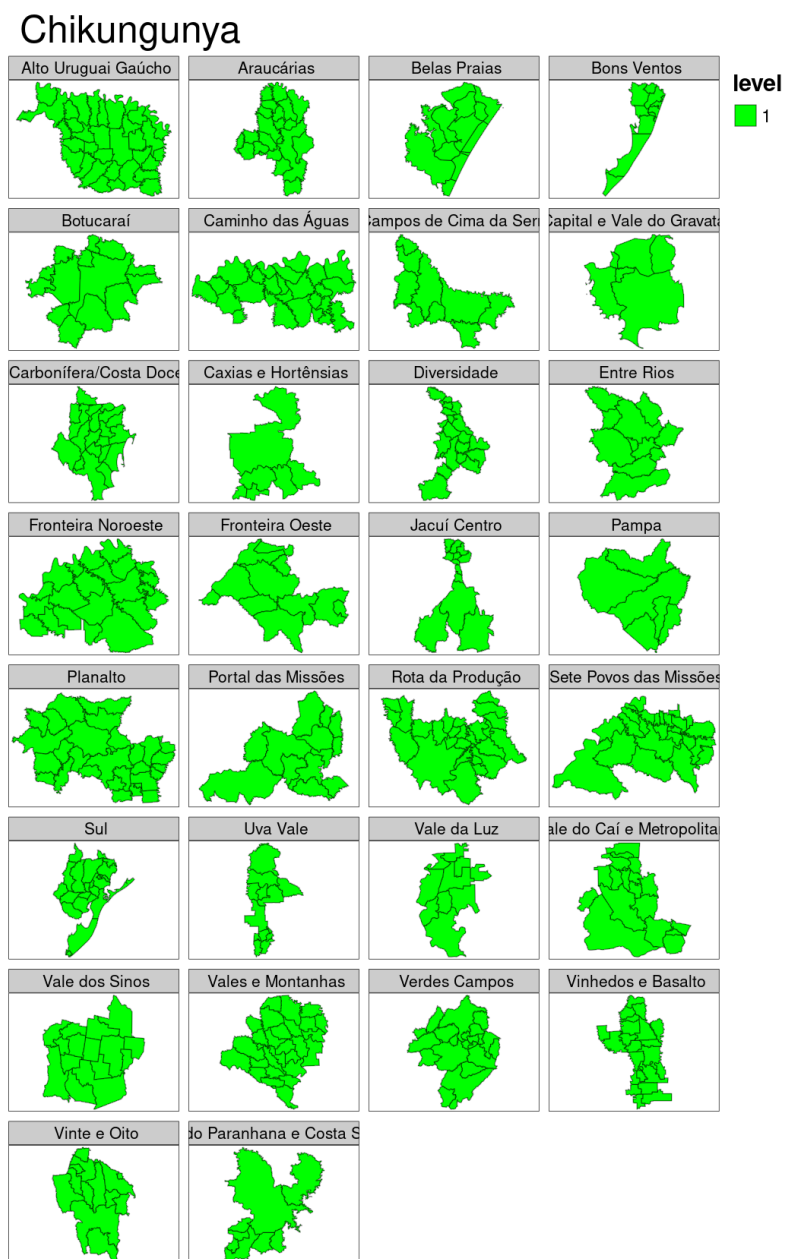 Chikungunya
Alto Uruguai Gaúcho
Araucárias
Belas Praias
Bons Ventos
level
1
Botucaraí
Caminho das Águas
Campos de Cima da Ser
Capital e Vale do Gravata
Carbonífera/Costa Doce
Caxias e Hortênsias
Diversidade
Entre Rios
Fronteira Noroeste
Fronteira Oeste
Jacuí Centro
Pampa
Planalto
Portal das Missões
Rota da Produção
Sete Povos das Missões
Sul
Uva Vale
Vale da Luz
ale do Caí e Metropolita
Vale dos Sinos
Vales e Montanhas
Verdes Campos
Vinhedos e Basalto
Vinte e Oito
do Paranhana e Costa S